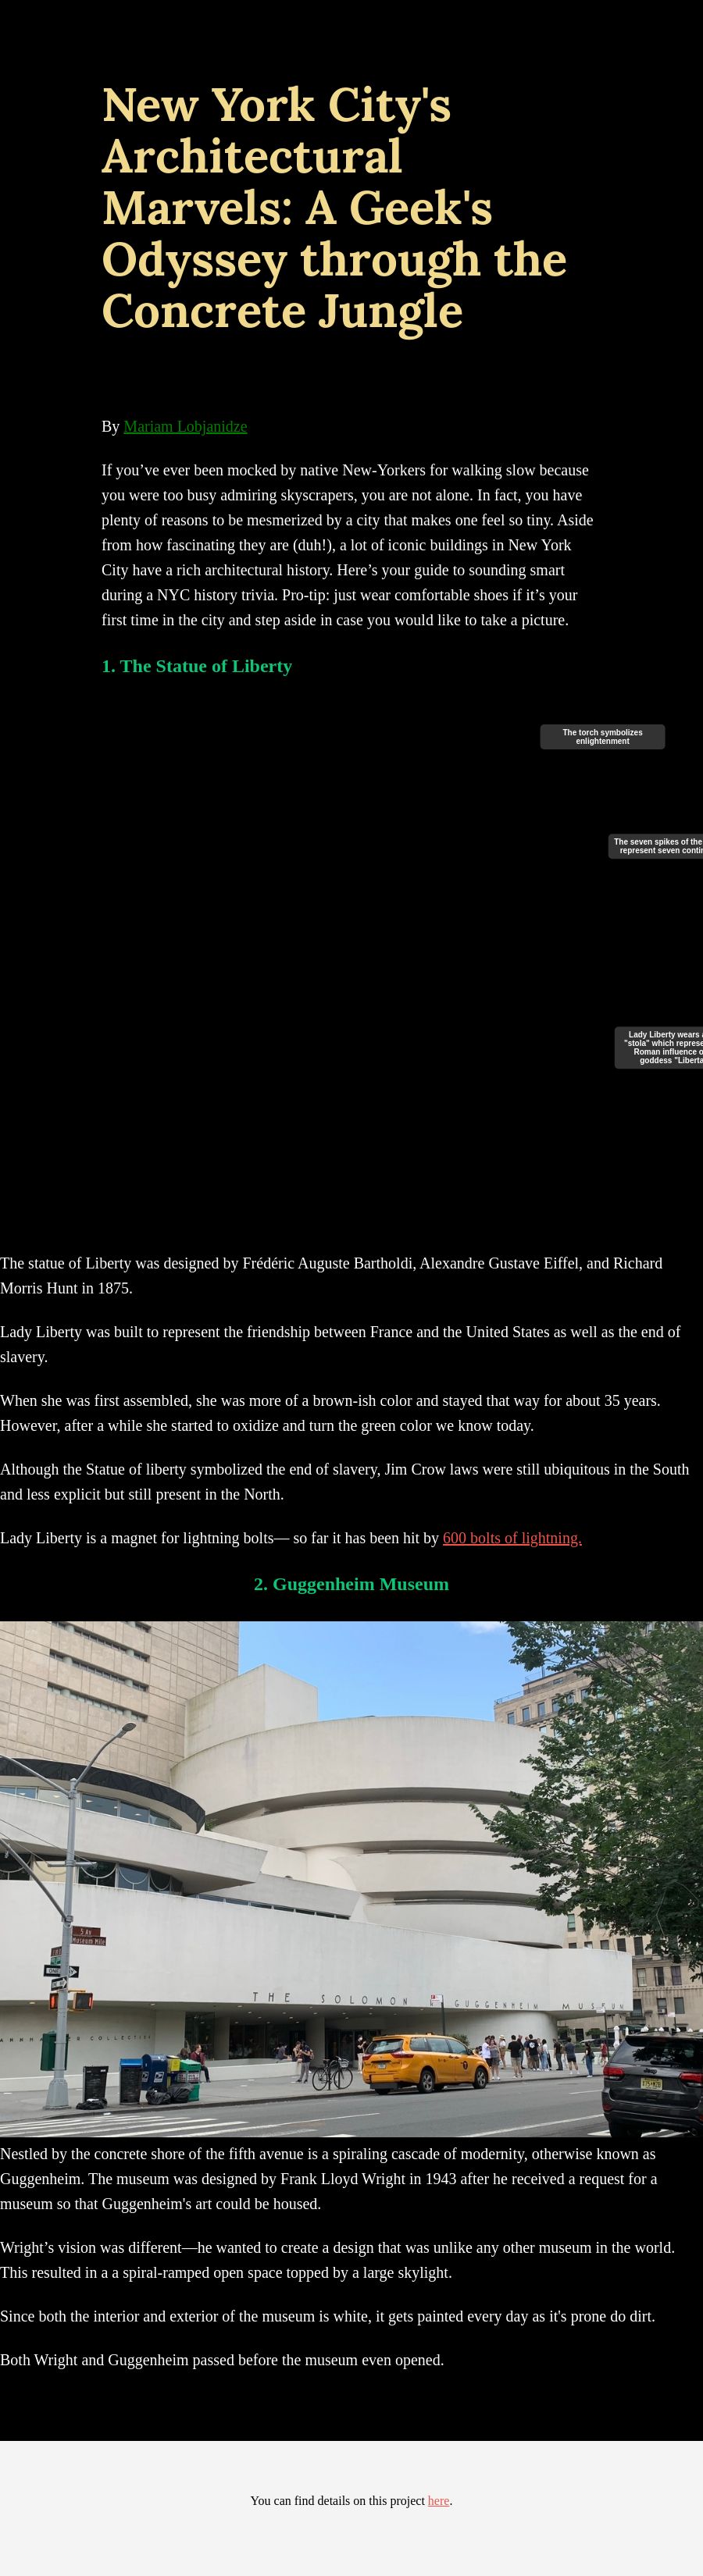 New York City's
Architectural
Marvels: A Geek's
Odyssey through the
Concrete Jungle
By Mariam Lobjanidze
If you’ve ever been mocked by native New-Yorkers for walking slow because
you were too busy admiring skyscrapers, you are not alone. In fact, you have
plenty of reasons to be mesmerized by a city that makes one feel so tiny. Aside
from how fascinating they are (duh!), a lot of iconic buildings in New York
City have a rich architectural history. Here’s your guide to sounding smart
during a NYC history trivia. Pro-tip: just wear comfortable shoes if it’s your
first time in the city and step aside in case you would like to take a picture.
1. The Statue of Liberty
The torch symbolizes
enlightenment
The seven spikes of the
represent seven
Lady Liberty wears
"stola" which
Roman influence
goddess
The statue of Liberty was designed by Frédéric Auguste Bartholdi, Alexandre Gustave Eiffel, and Richard
Morris Hunt in 1875.
Lady Liberty was built to represent the friendship between France and the United States as well as the end of
slavery.
When she was first assembled, she was more of a brown-ish color and stayed that way for about 35 years.
However, after a while she started to oxidize and turn the green color we know today.
Although the Statue of liberty symbolized the end of slavery, Jim Crow laws were still ubiquitous in the South
and less explicit but still present in the North.
Lady Liberty is a magnet for lightning bolts— so far it has been hit by 600 bolts of lightning.
2. Guggenheim Museum
5 Av
Museum Mile
ONE WAY
THE SOLOMON GUGGENHEIM MUSEUM
Nestled by the concrete shore of the fifth avenue is a spiraling cascade of modernity, otherwise known as
Guggenheim. The museum was designed by Frank Lloyd Wright in 1943 after he received a request for a
museum so that Guggenheim's art could be housed.
Wright’s vision was different—he wanted to create a design that was unlike any other museum in the world.
This resulted in a a spiral-ramped open space topped by a large skylight.
Since both the interior and exterior of the museum is white, it gets painted every day as it's prone do dirt.
Both Wright and Guggenheim passed before the museum even opened.
You can find details on this project here.